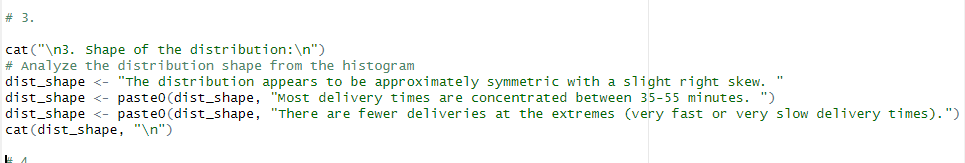 # 3.
cat("\n3. Shape of the distribution:\n")
# Analyze the distribution shape from the histogram
dist_shape <- "The distribution appears to be approximately symmetric with a slight right skew. "
dist_shape <- paste0(dist_shape, "Most delivery times are concentrated between 35-55 minutes. ")
dist_shape <- paste0(dist_shape, "There are fewer deliveries at the extremes (very fast or very slow delivery times).")
cat(dist_shape, "\n")
# 4